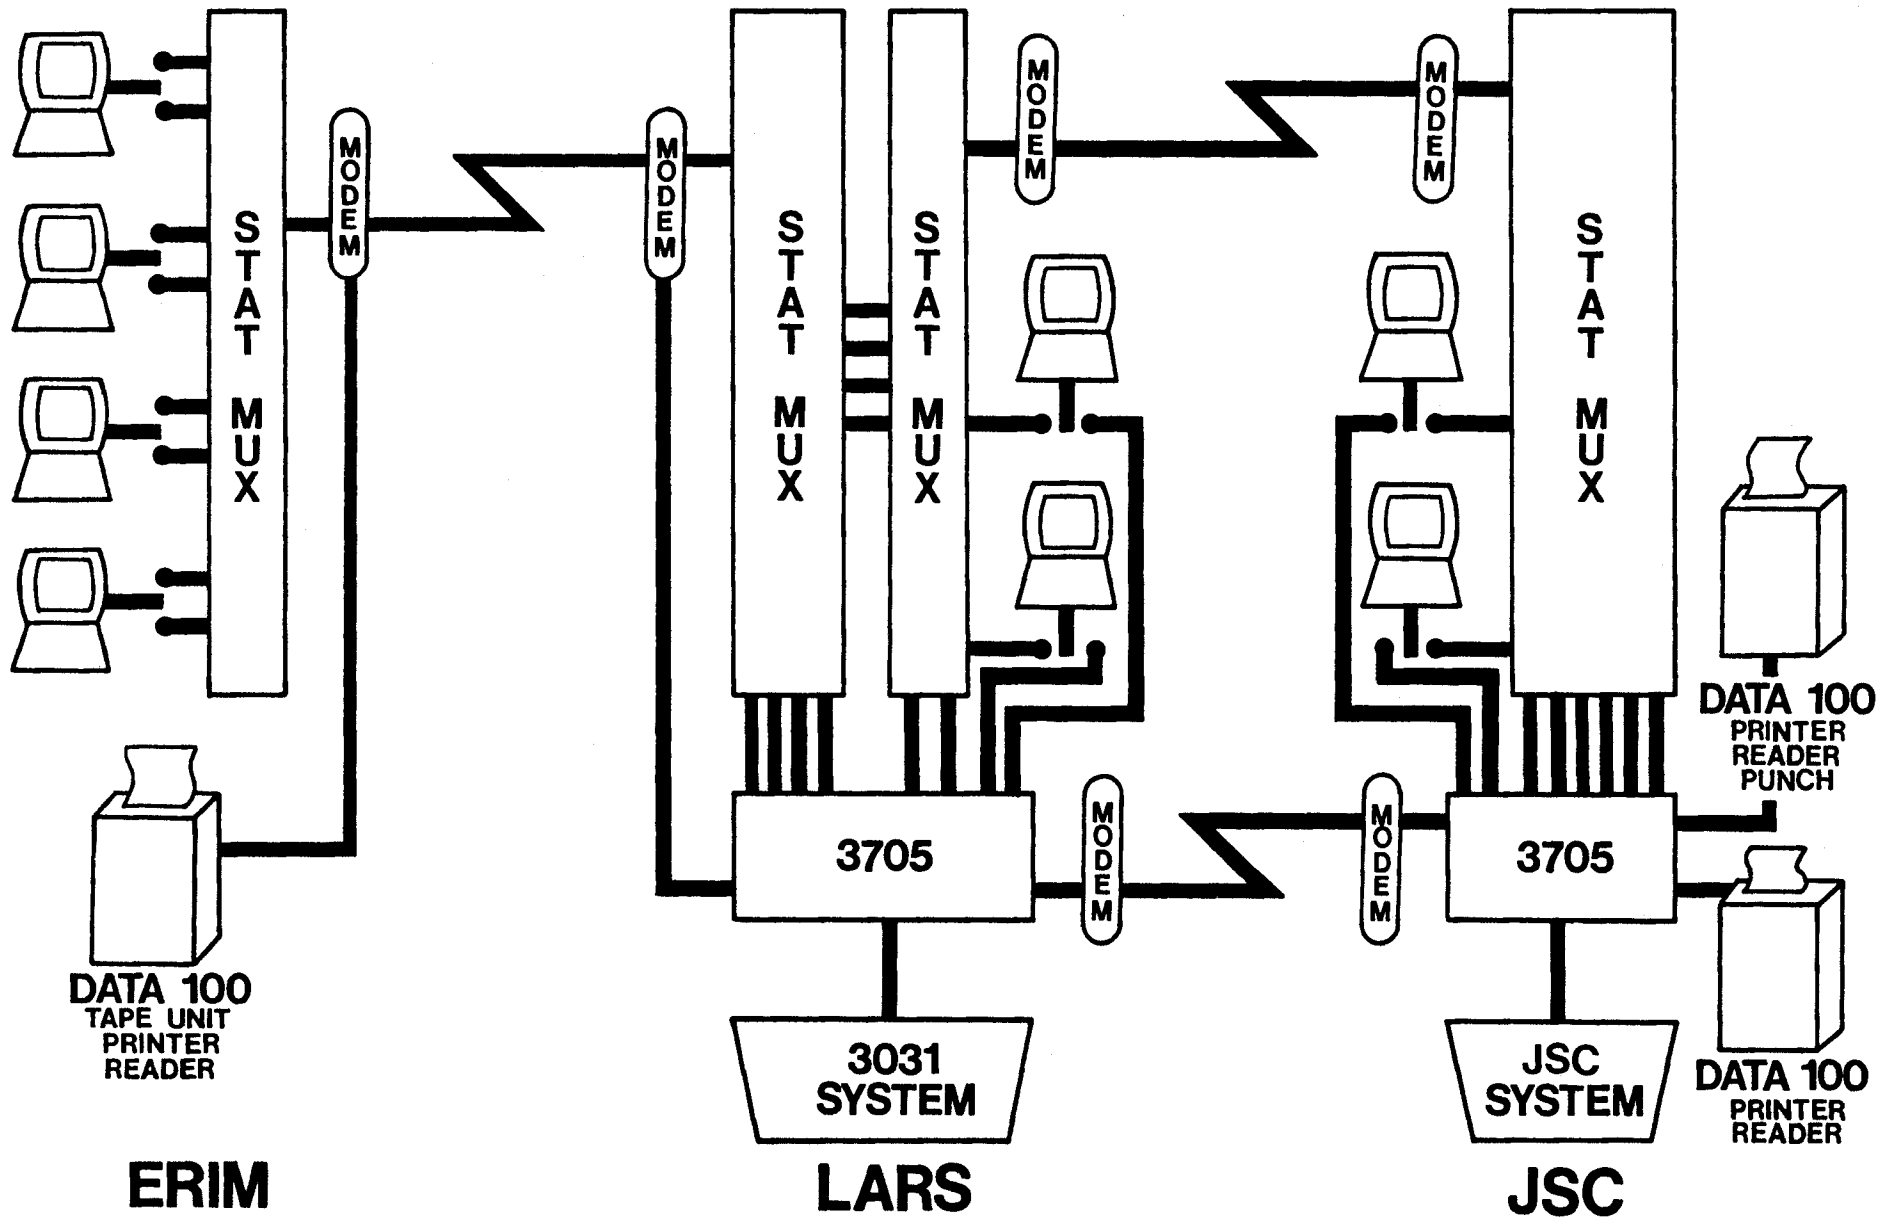 MODEM
MODEM
MODEM
MODEM
STAT MUX
STAT MUX
STAT MUX
STAT MUX
DATA 100
PRINTER
READER
PUNCH
3705
MODEM
MODEM
3705
DATA 100
TAPE UNIT
PRINTER
READER
3031
SYSTEM
JSC
SYSTEM
DATA 100
PRINTER
READER
ERIM
LARS
JSC